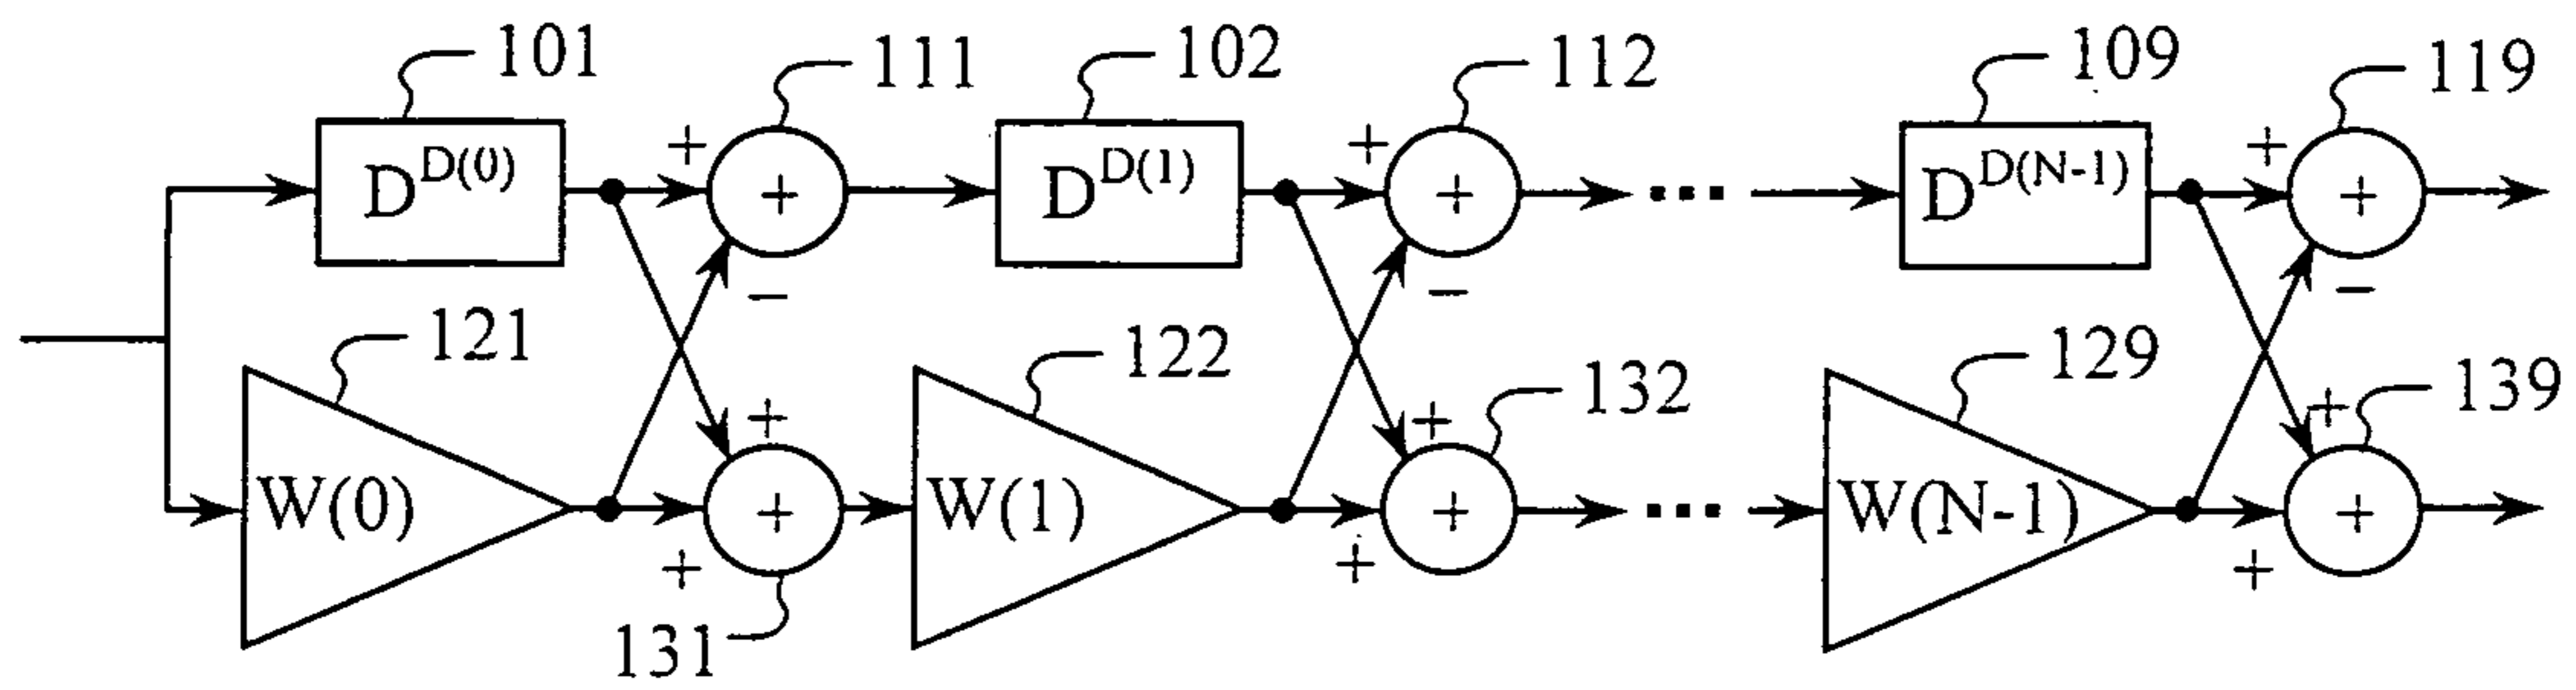 101 111 102 112 109 119
+ + +
D^D(0) + D^D(1) + ... D^D(N-1) +
− − −
121 122 132 129 139
+ + +
W(0) + W(1) + ... W(N-1) +
+ + +
131